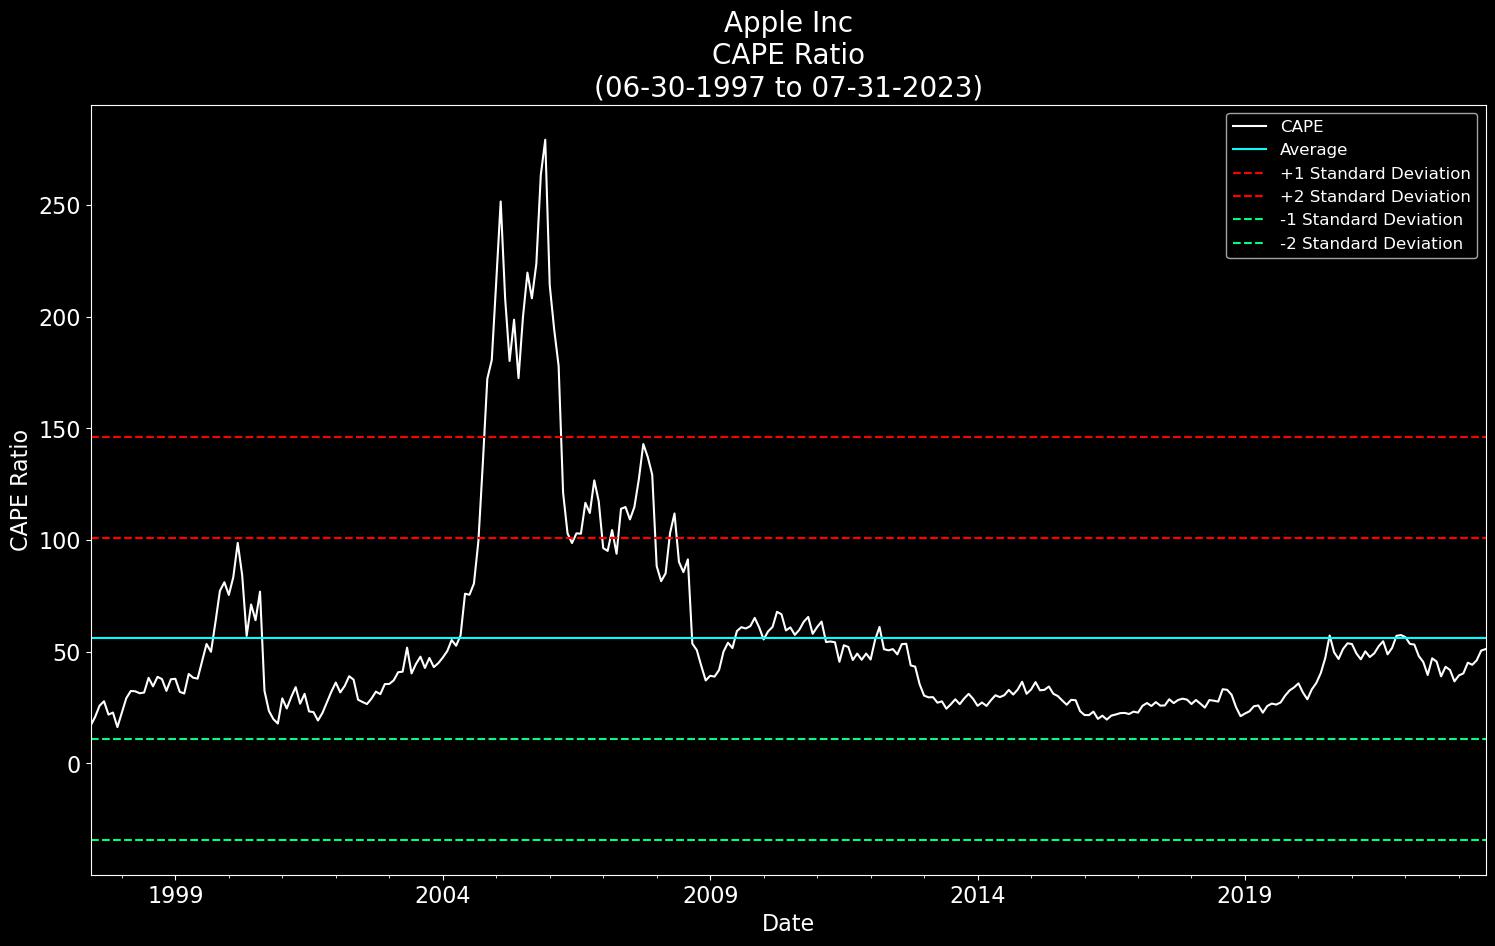 Apple Inc
CAPE Ratio
(06-30-1997 to 07-31-2023)
CAPE
Average
+1 Standard Deviation
+2 Standard Deviation
-1 Standard Deviation
-2 Standard Deviation
CAPE Ratio
250
200
150
100
50
0
1999 2004 2009 2014 2019
Date